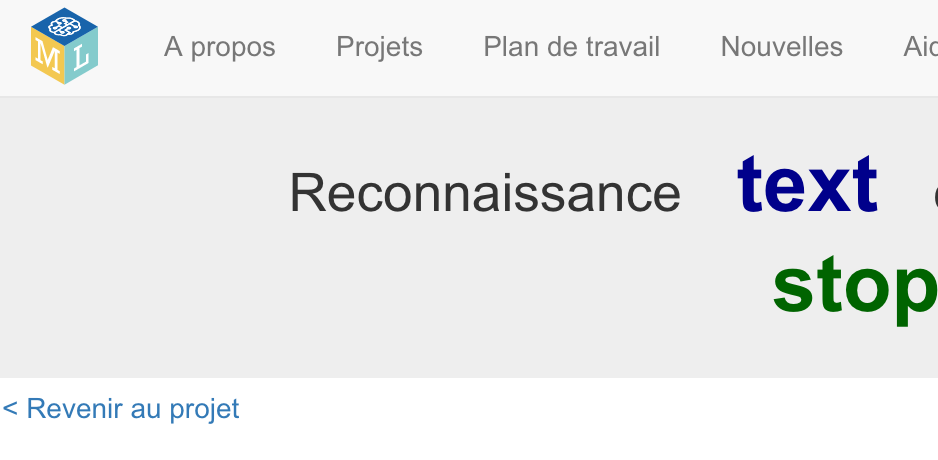 M L
A propos Projets Plan de travail Nouvelles
Reconnaissance text
stop
< Revenir au projet